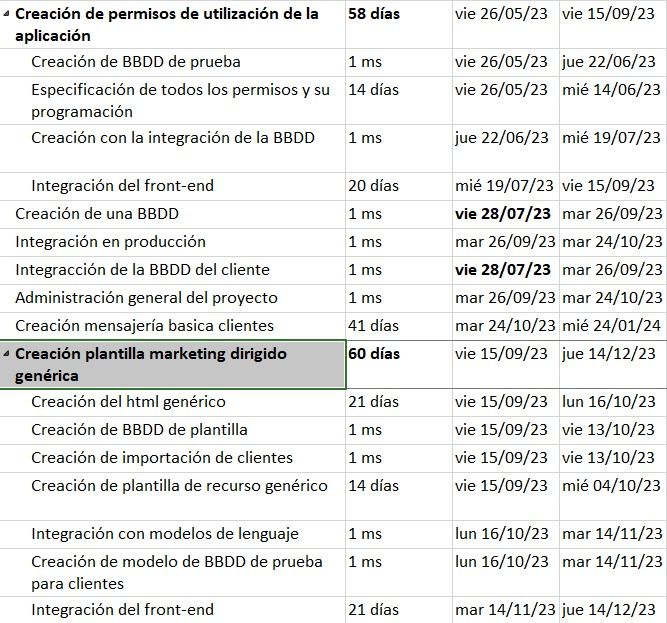 Creación de permisos de utilización de la 58 días vie 26/05/23 vie 15/09/23
aplicación
Creación de BBDD de prueba 1 ms vie 26/05/23 jue 22/06/23
Especificación de todos los permisos y su 14 días vie 26/05/23 mié 14/06/23
programación
Creación con la integración de la BBDD 1 ms jue 22/06/23 mié 19/07/23
Integración del front-end 20 días mié 19/07/23 vie 15/09/23
Creación de una BBDD 1 ms vie 28/07/23 mar 26/09/23
Integración en producción 1 ms mar 26/09/23 mar 24/10/23
Integracción de la BBDD del cliente 1 ms vie 28/07/23 mar 26/09/23
Administración general del proyecto 1 ms mar 26/09/23 mar 24/10/23
Creación mensajería basica clientes 41 días mar 24/10/23 mié 24/01/24
Creación plantilla marketing dirigido 60 días vie 15/09/23 jue 14/12/23
genérica
Creación del html genérico 21 días vie 15/09/23 lun 16/10/23
Creación de BBDD de plantilla 1 ms vie 15/09/23 vie 13/10/23
Creación de importación de clientes 1 ms vie 15/09/23 vie 13/10/23
Creación de plantilla de recurso genérico 14 días vie 15/09/23 mié 04/10/23
Integración con modelos de lenguaje 1 ms lun 16/10/23 mar 14/11/23
Creación de modelo de BBDD de prueba 1 ms lun 16/10/23 mar 14/11/23
para clientes
Integración del front-end 21 días mar 14/11/23 jue 14/12/23